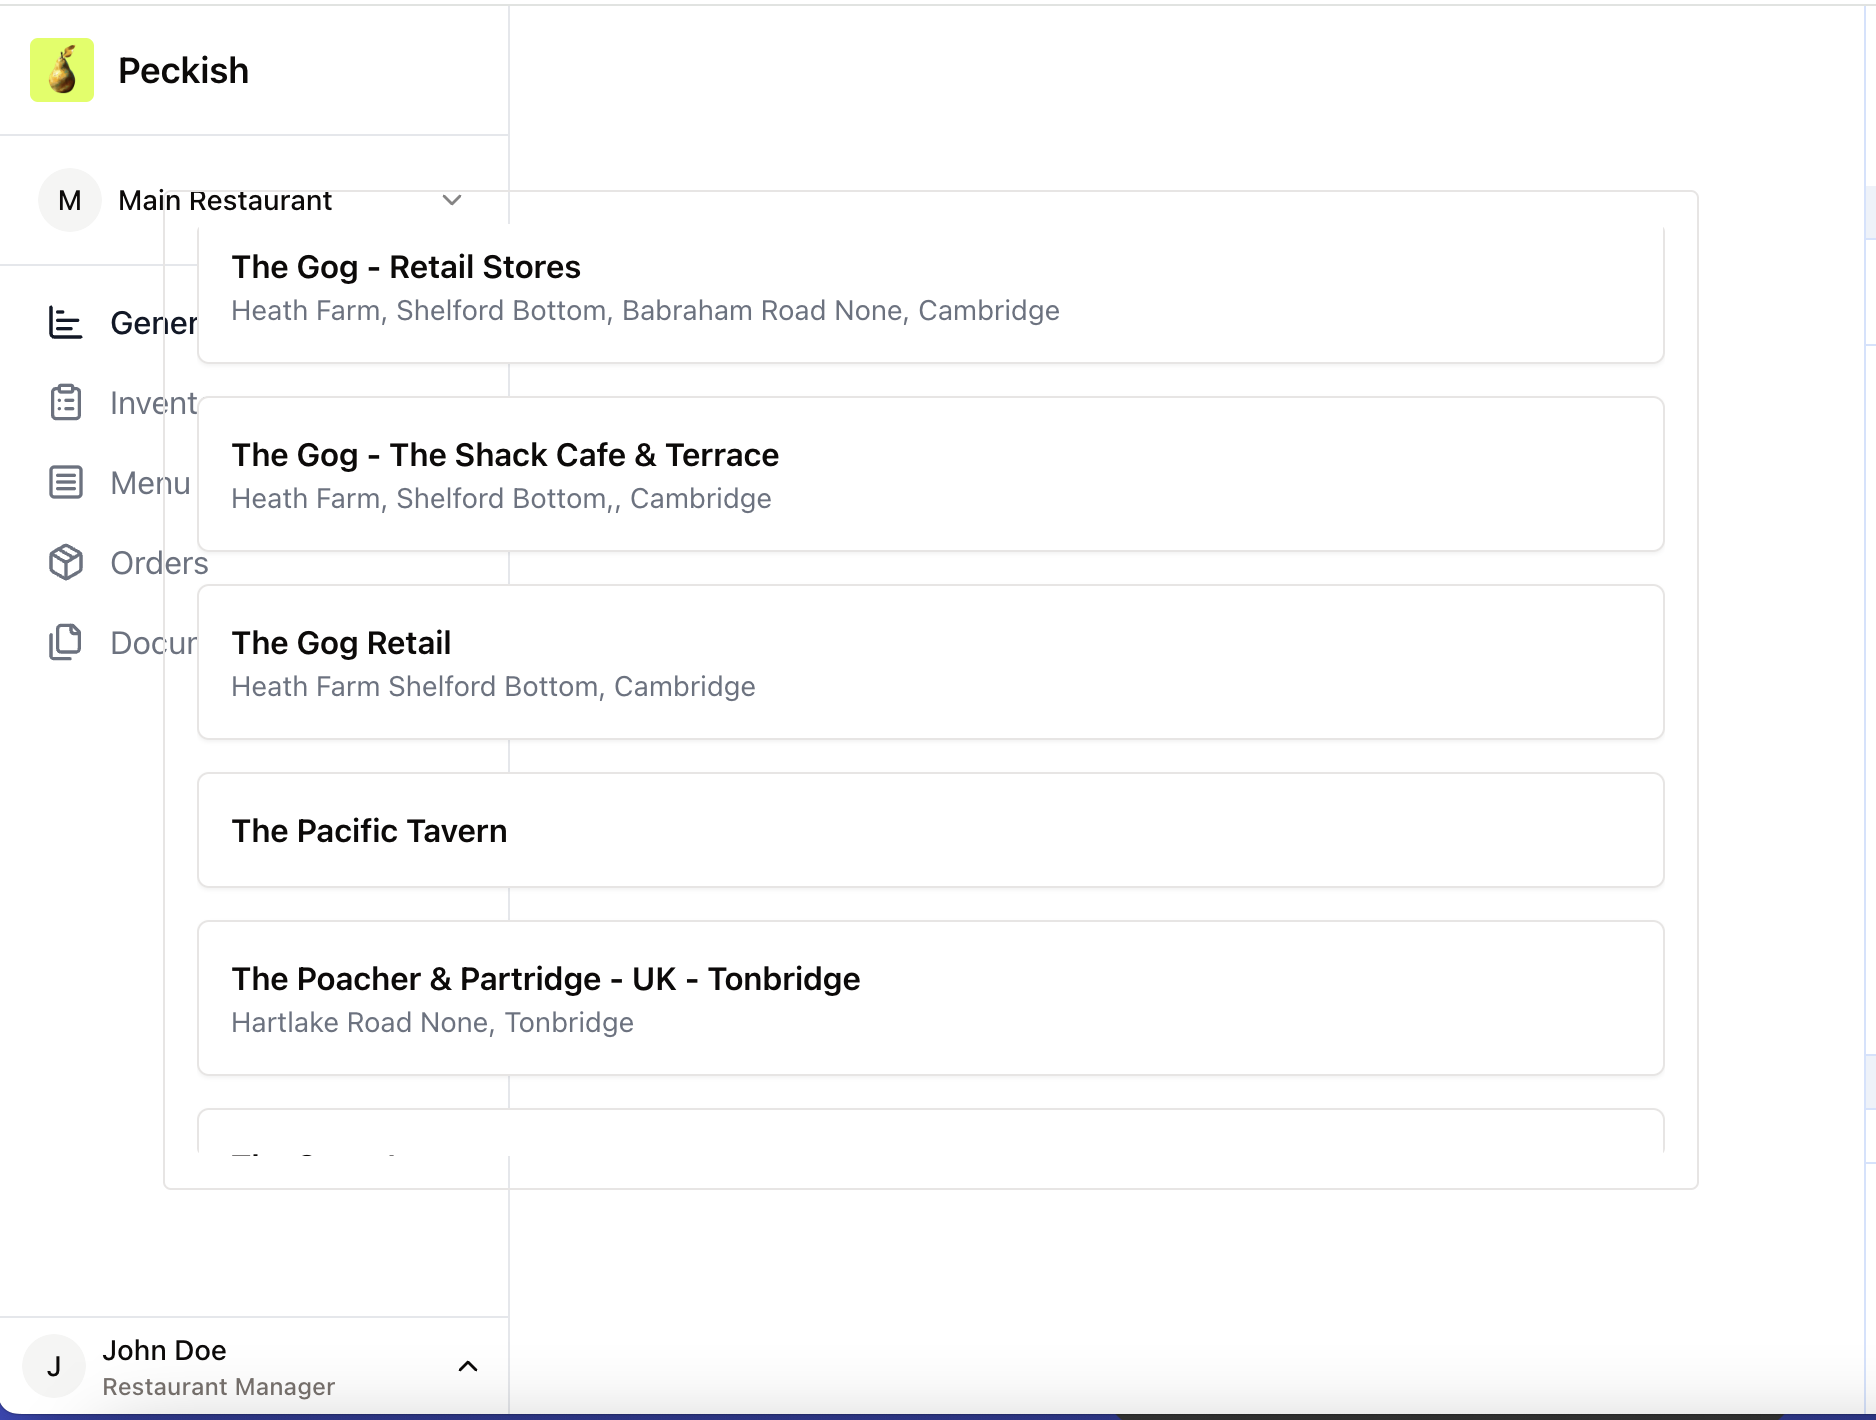 Peckish
M
Main Restaurant
The Gog - Retail Stores
Heath Farm, Shelford Bottom, Babraham Road None, Cambridge
Gener
Invent
The Gog - The Shack Cafe & Terrace
Heath Farm, Shelford Bottom,, Cambridge
Menu
Orders
The Gog Retail
Heath Farm Shelford Bottom, Cambridge
Docu
The Pacific Tavern
The Poacher & Partridge - UK - Tonbridge
Hartlake Road None, Tonbridge
J
John Doe
Restaurant Manager